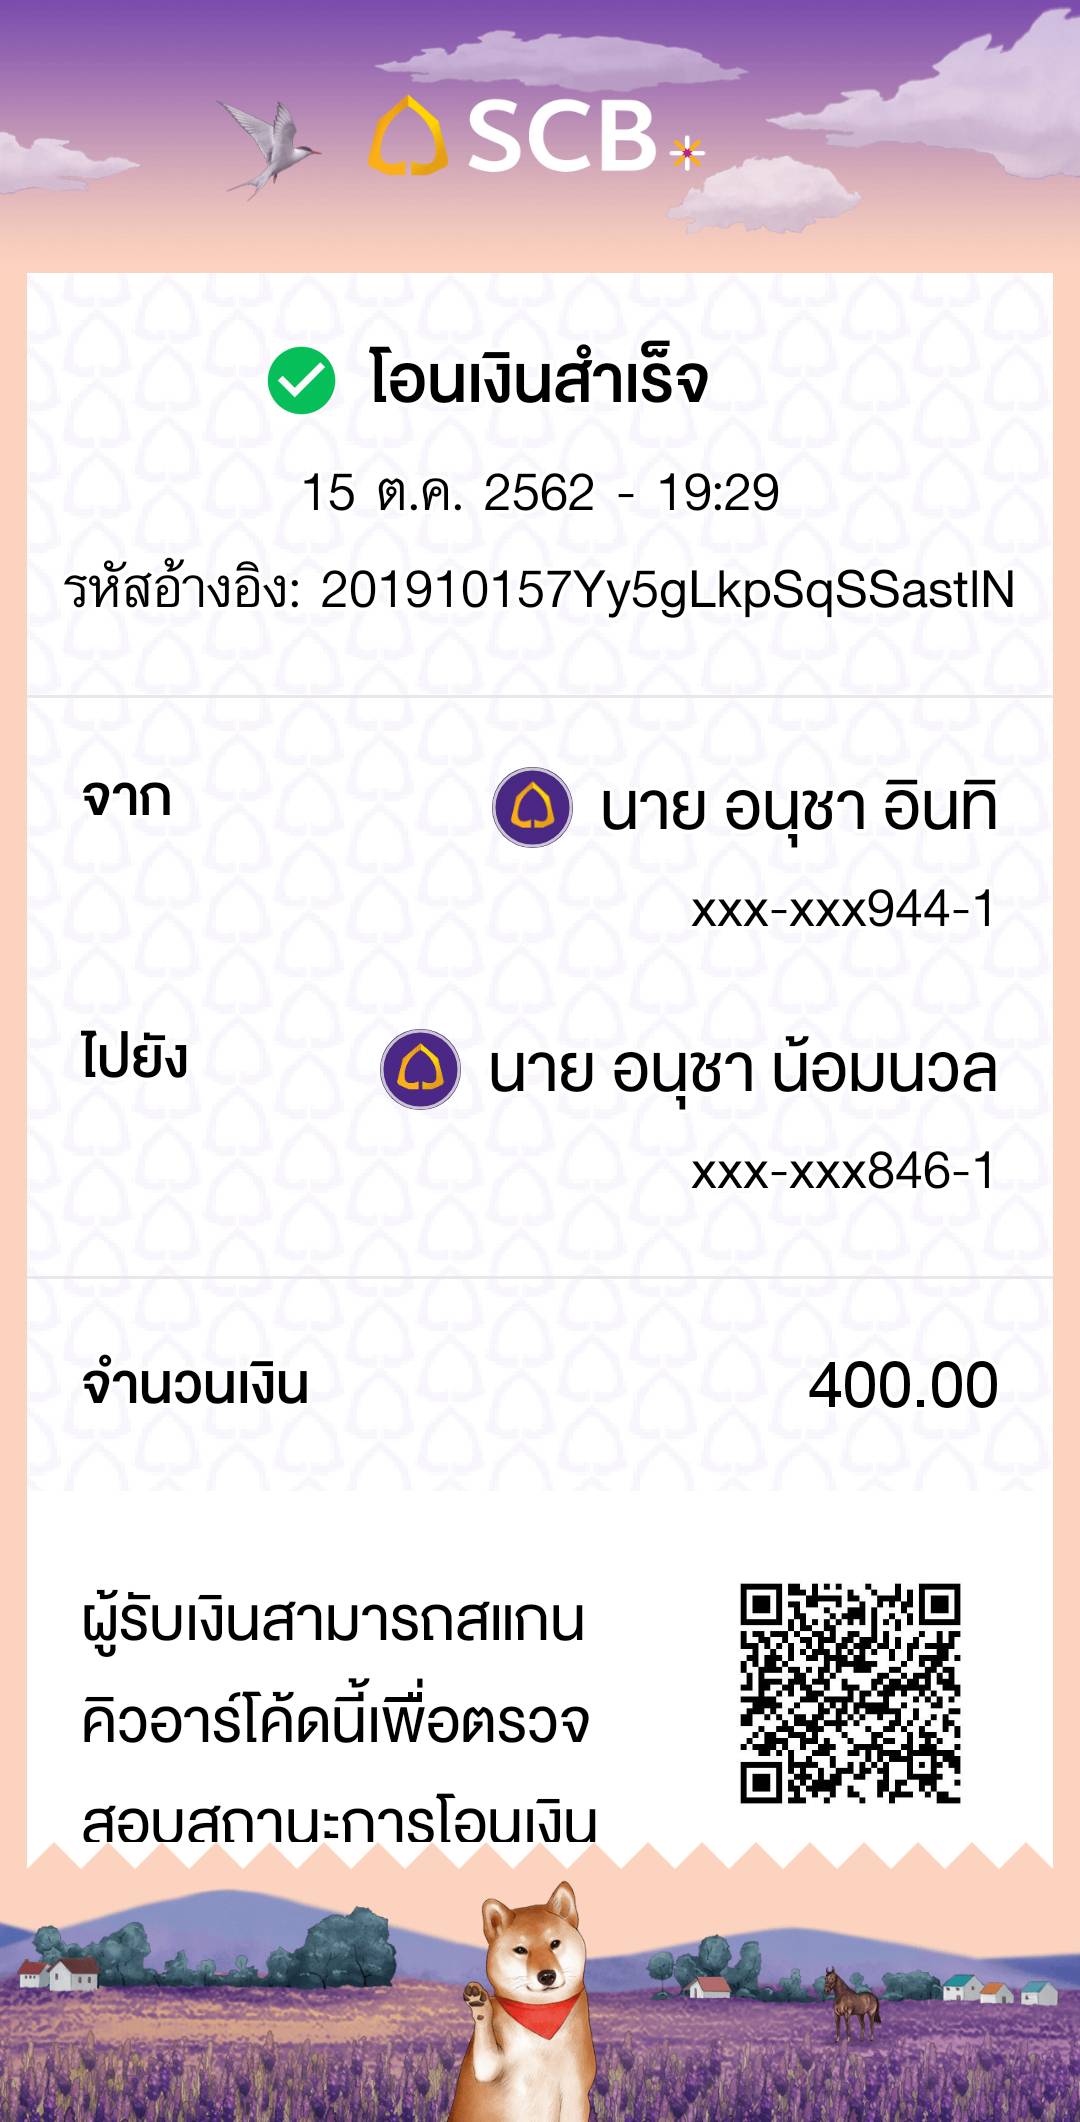 SCB
โอนเงินสำเร็จ
15 ต.ค. 2562 - 19:29
รหัสอ้างอิง: 201910157Yy5gLkpSqSSastlN
จาก
นาย อนุชา อินทิ
xxx-xxx944-1
ไปยัง
นาย อนุชา น้อมนวล
xxx-xxx846-1
จำนวนเงิน 400.00
ผู้รับเงินสามารถสแกน
คิวอาร์โค้ดนี้เพื่อตรวจ
สอบสถานะการโอนเงิน